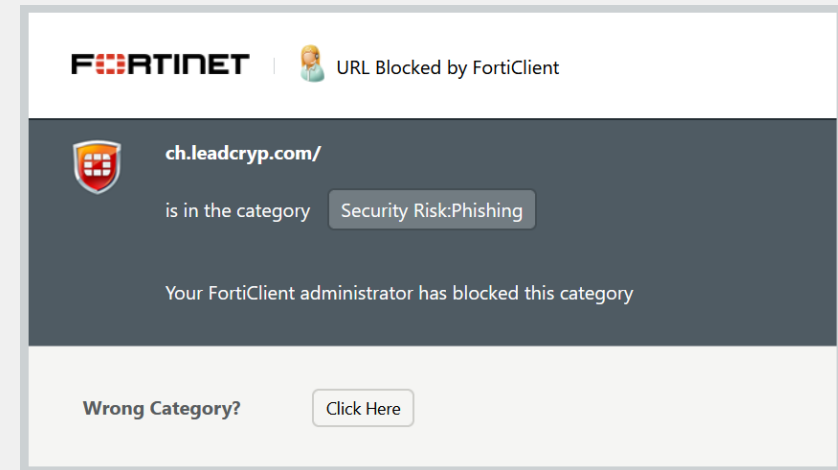 FORTINET
URL Blocked by FortiClient
ch.leadcryp.com/
is in the category Security Risk:Phishing
Your FortiClient administrator has blocked this category
Wrong Category? Click Here